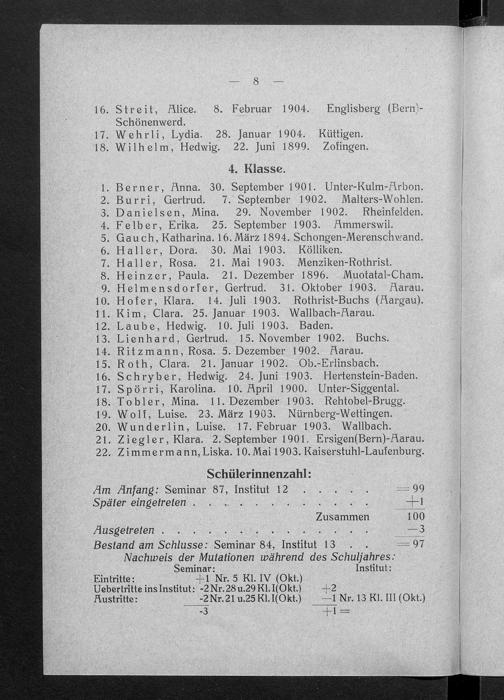 — 8 —
16. Streit, Alice. 8. Februar 1904. Englisberg (Bern)-
Schönenwerd.
17. Wehrli, Lydia. 28. Januar 1904. Küttigen.
18. Wilhelm, Hedwig. 22. Juni 1899. Zofingen.
4. Klasse.
1. Berner, Anna. 30. September 1901. Unter-Kulm-Arbon.
2. Burri, Gertrud. 7. September 1902. Malters-Wohlen.
3. Danielsen, Mina. 29. November 1902. Rheinfelden.
4. Felber, Erika. 25. September 1903. Ammerswil.
5. Gauch, Katharina. 16. März 1894. Schongen-Merenschwand.
6. Haller, Dora. 30. Mai 1903. Kölliken.
7. Haller, Rosa. 21. Mai 1903. Menziken-Rothrist.
8. Heinzer, Paula. 21. Dezember 1896. Muotatal-Cham.
9. Helmensdorfer, Gertrud. 31. Oktober 1903. Aarau.
10. Hofer, Klara. 14. Juli 1903. Rothrist-Buchs (Aargau).
11. Kim, Clara. 25. Januar 1903. Wallbach-Aarau.
12. Laube, Hedwig. 10. Juli 1903. Baden.
13. Lienhard, Gertrud. 15. November 1902. Buchs.
14. Ritzmann, Rosa. 5. Dezember 1902. Aarau.
15. Roth, Clara. 21. Januar 1902. Ob.-Erlinsbach.
16. Schryber, Hedwig. 24. Juni 1903. Hertenstein-Baden.
17. Spörri, Karolina. 10. April 1900. Unter-Siggental.
18. Tobler, Mina. 11. Dezember 1903. Rehtobel-Brugg.
19. Wolf, Luise. 23. März 1903. Nürnberg-Wettingen.
20. Wunderlin, Luise. 17. Februar 1903. Wallbach.
21. Ziegler, Klara. 2. September 1901. Ersigen(Bern)-Aarau.
22. Zimmermann, Liska. 10. Mai 1903. Kaiserstuhl-Laufenburg.
Schülerinnenzahl:
Am Anfang: Seminar 87, Institut 12 . . . . . =99
Später eingetreten . . . . . . . . . . . . +1
Zusammen 100
Ausgetreten . . . . . . . . . . . . . . —3
Bestand am Schlusse: Seminar 84, Institut 13 . . =97
Nachweis der Mutationen während des Schuljahres:
Seminar: Institut:
Eintritte: +1 Nr. 5 Kl. IV (Okt.)
Uebertritte ins Institut: -2 Nr. 28 u. 29 Kl. I (Okt.) +2
Austritte: -2 Nr. 21 u. 25 Kl. I (Okt.) —1 Nr. 13 Kl. III (Okt.)
-3 +1 =